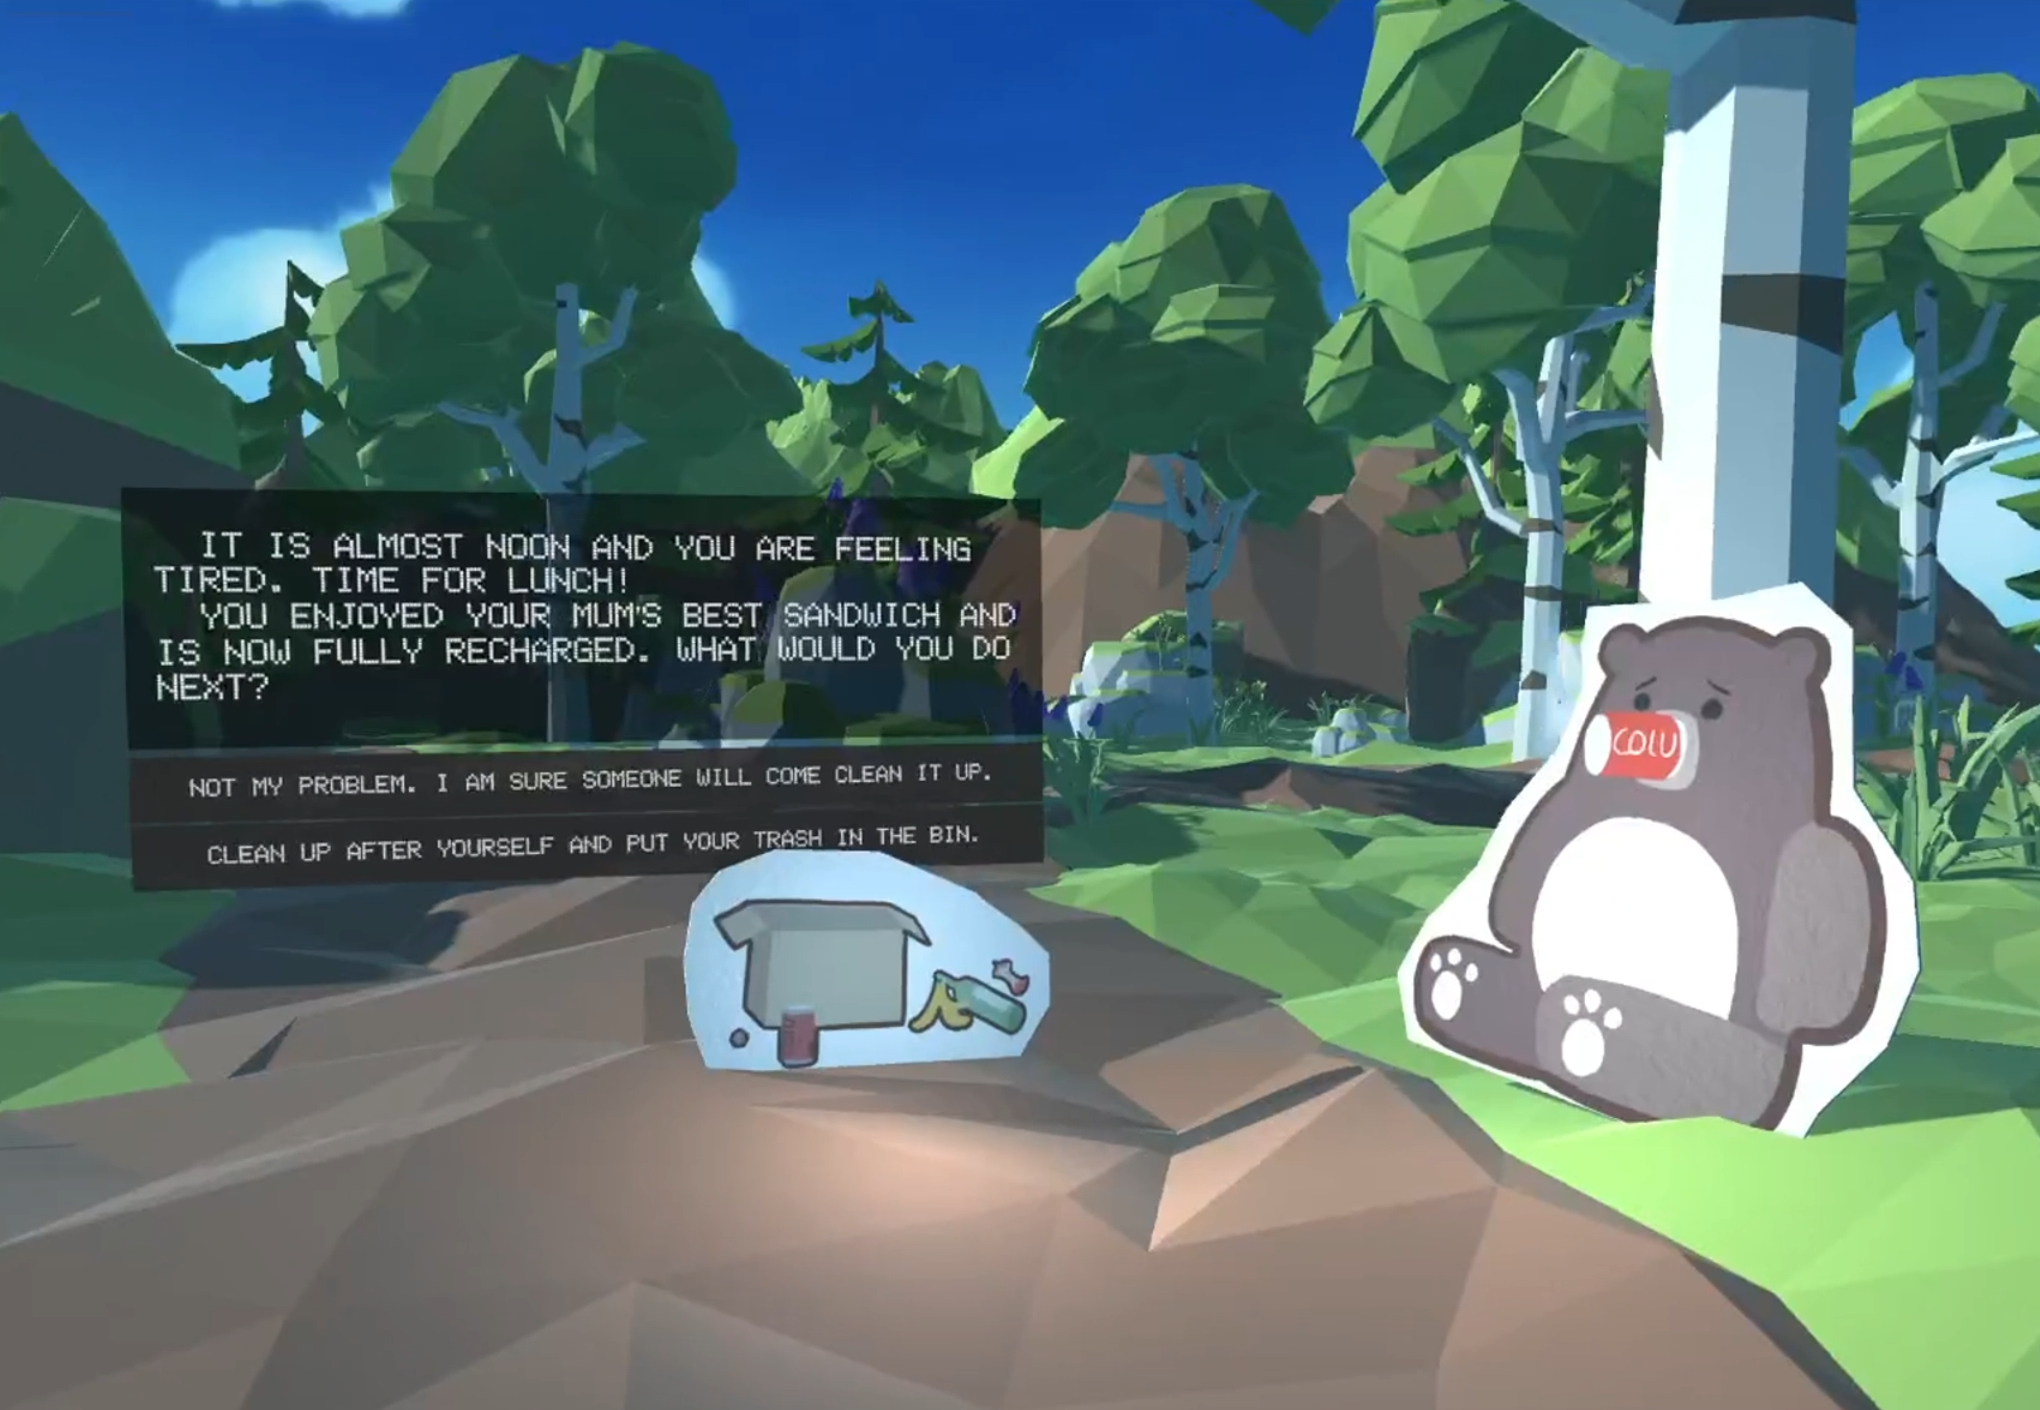 IT IS ALMOST NOON AND YOU ARE FEELING
TIRED. TIME FOR LUNCH!
YOU ENJOYED YOUR MUM'S BEST SANDWICH AND
IS NOW FULLY RECHARGED. WHAT WOULD YOU DO
NEXT?
NOT MY PROBLEM. I AM SURE SOMEONE WILL COME CLEAN IT UP.
CLEAN UP AFTER YOURSELF AND PUT YOUR TRASH IN THE BIN.
COLU